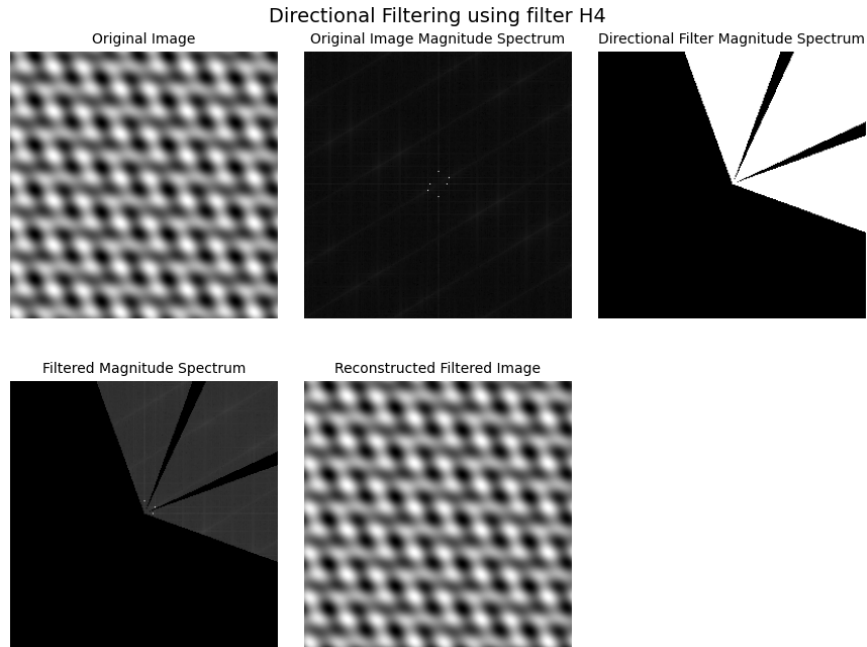 Directional Filtering using filter H4
Original Image
Original Image Magnitude Spectrum
Directional Filter Magnitude Spectrum
Filtered Magnitude Spectrum
Reconstructed Filtered Image